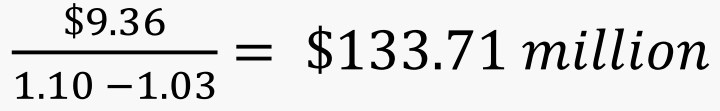 $9.36
1.10 −1.03
= $133.71 million